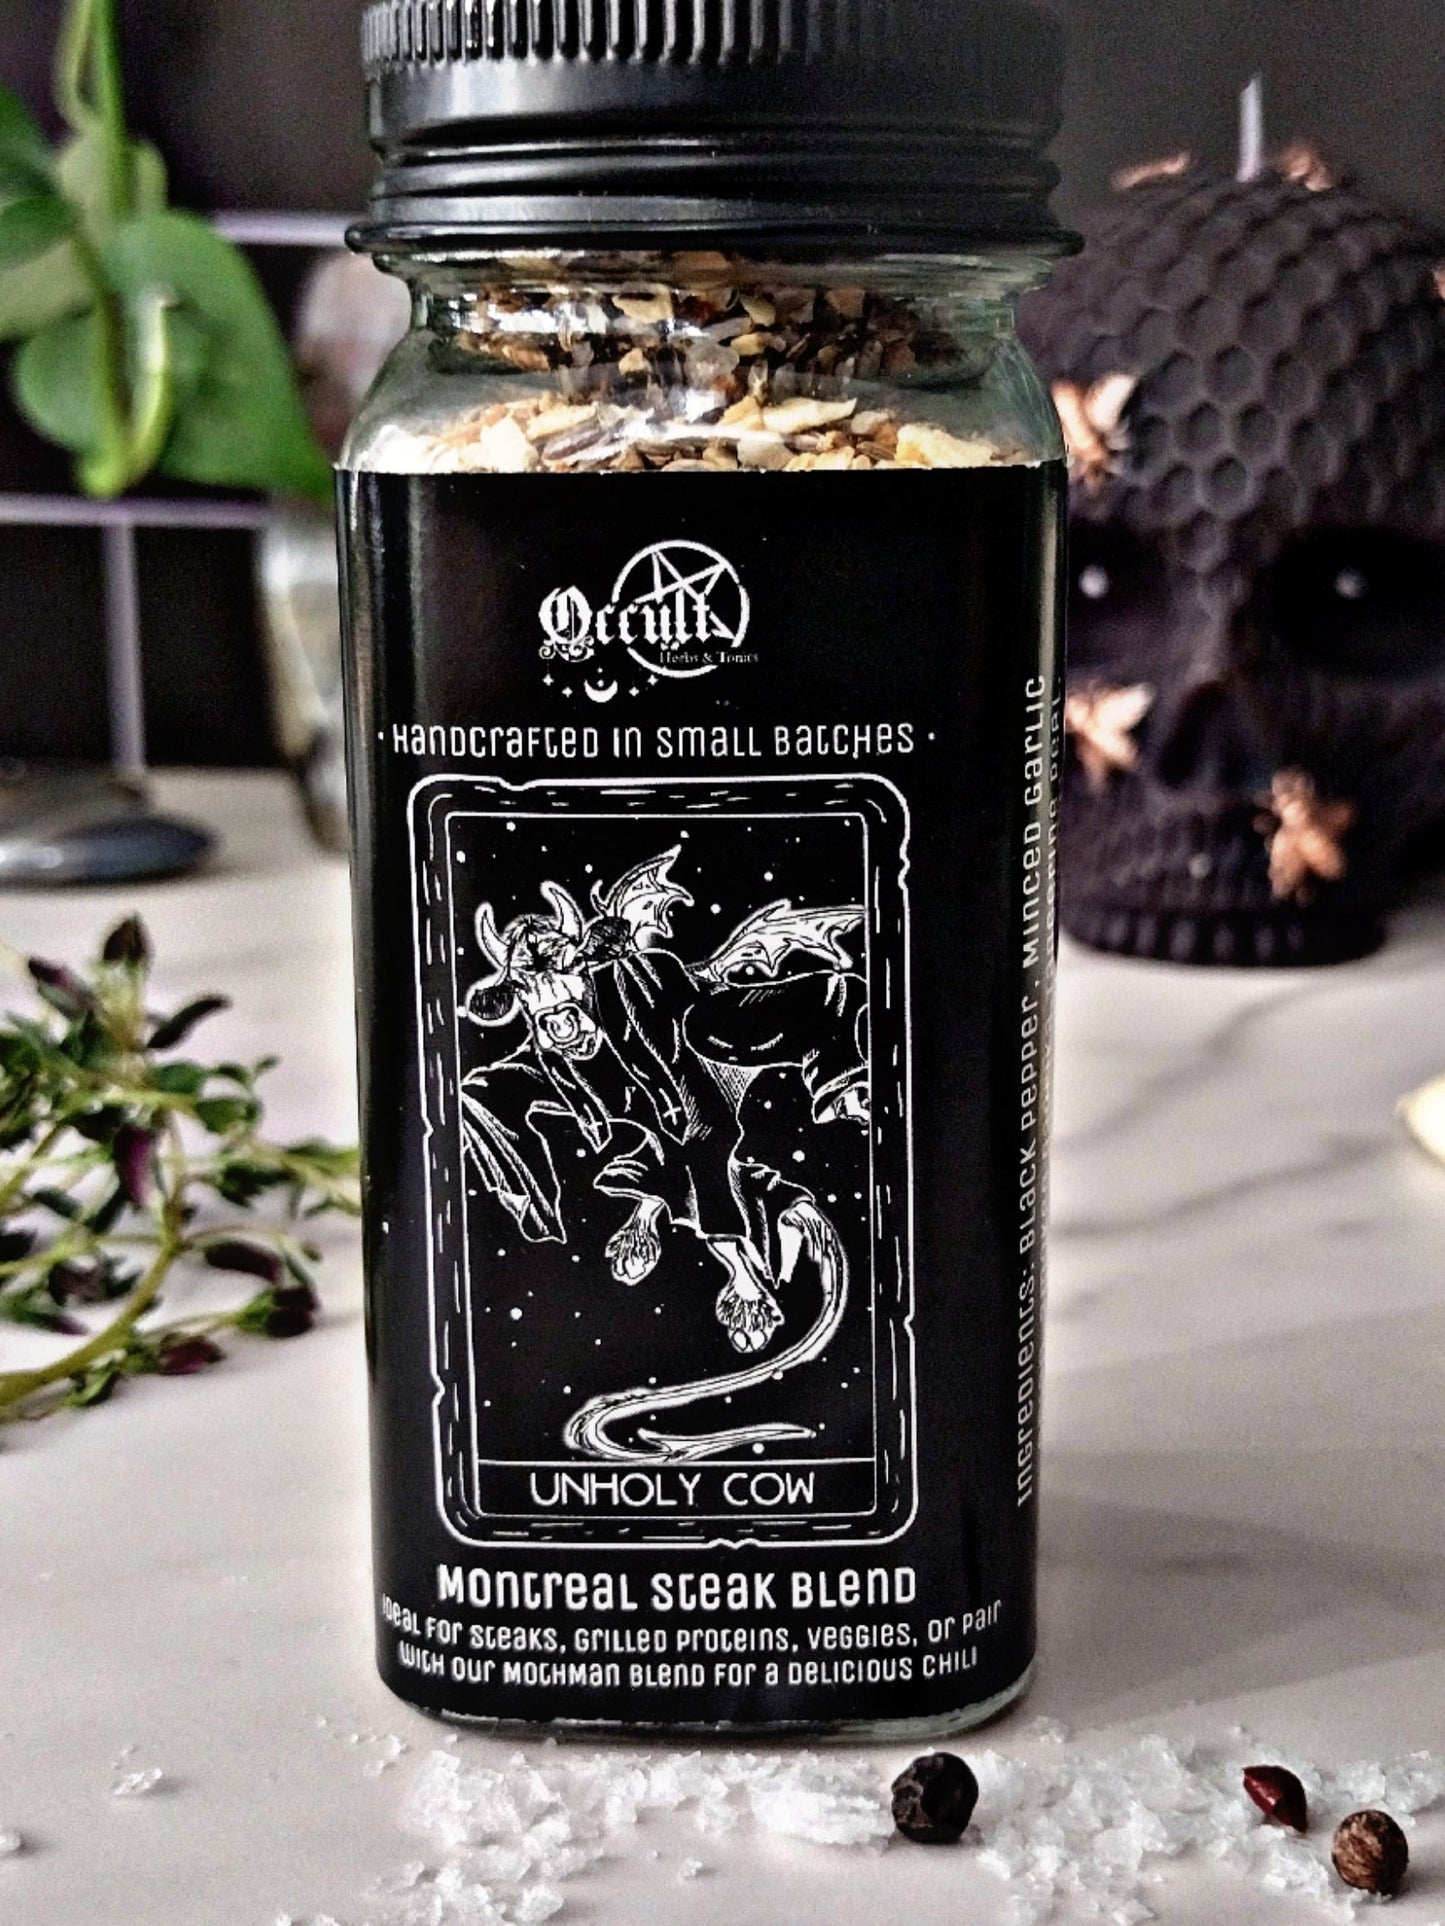 Occult
Herbs & Tonics
· Handcrafted in small batches ·
UNHOLY COW
Montreal Steak Blend
Ideal for steaks, grilled proteins, veggies, or pair
with our Mothman Blend for a delicious chili
Ingredients: Black pepper, minced garlic